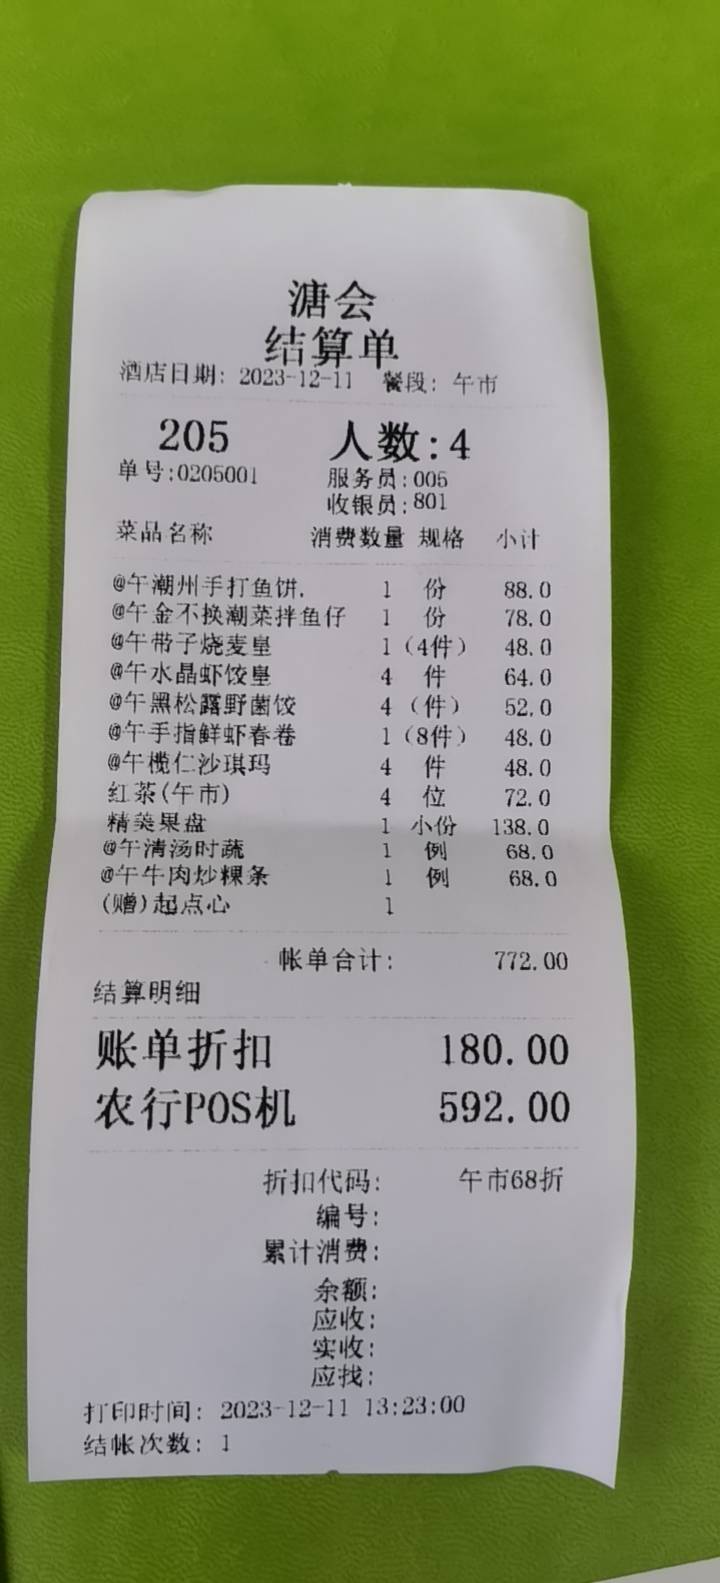 溏会
结算单
酒店日期: 2023-12-11 餐段: 午市
205 人数:4
单号:0205001 服务员:005
收银员:801
菜品名称 消费数量 规格 小计
@午潮州手打鱼饼. 1 份 88.0
@午金不换潮菜拌鱼仔 1 份 78.0
@午带子烧麦皇 1 (4件) 48.0
@午水晶虾饺皇 4 件 64.0
@午黑松露野菌饺 4 (件) 52.0
@午手指鲜虾春卷 1 (8件) 48.0
@午榄仁沙琪玛 4 件 48.0
红茶(午市) 4 位 72.0
精美果盘 1 小份 138.0
@午清汤时蔬 1 例 68.0
@午牛肉炒粿条 1 例 68.0
(赠)起点心 1
帐单合计: 772.00
结算明细
账单折扣 180.00
农行POS机 592.00
折扣代码: 午市68折
编号:
累计消费:
余额:
应收:
实收:
应找:
打印时间: 2023-12-11 13:23:00
结帐次数: 1